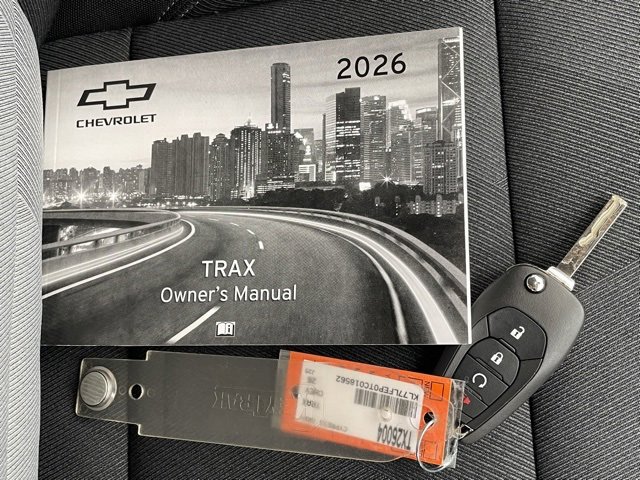 2026
CHEVROLET
TRAX
Owner's Manual
KL77LFEP0TC018562
TX26004